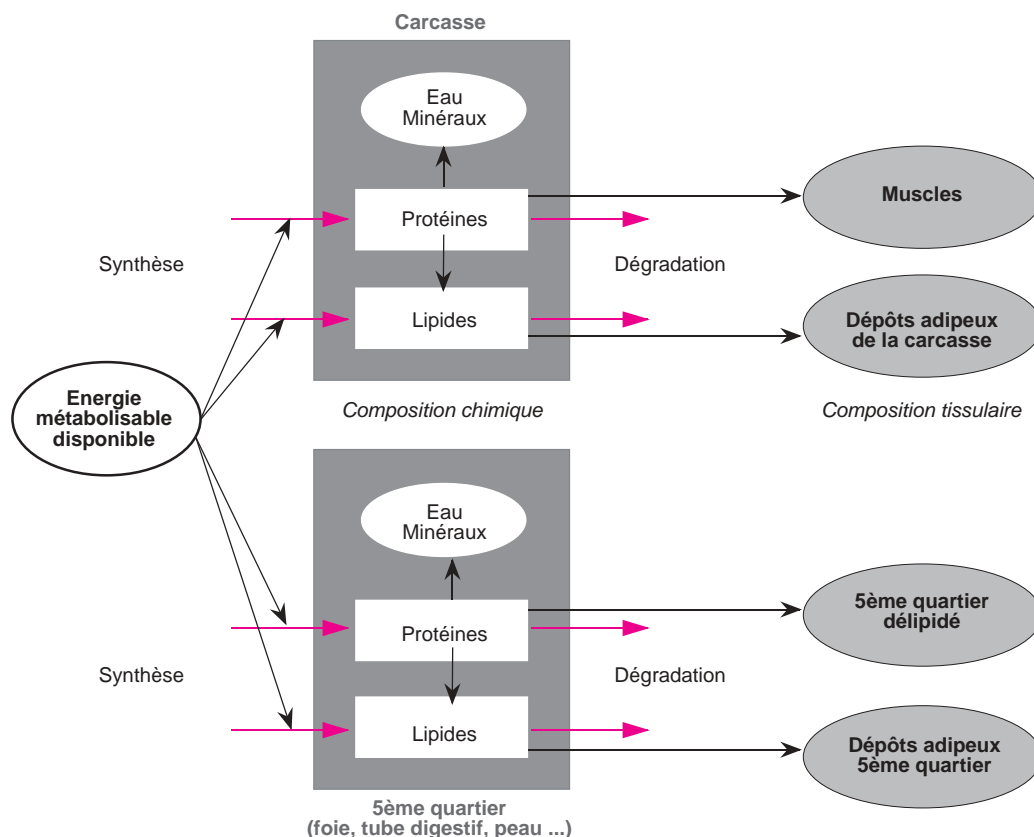 Carcasse
Eau
Minéraux
Protéines
Muscles
Synthèse
Dégradation
Lipides
Dépôts adipeux
de la carcasse
Energie
métabolisable
disponible
Composition chimique
Composition tissulaire
Eau
Minéraux
Protéines
5ème quartier
délipidé
Synthèse
Dégradation
Lipides
Dépôts adipeux
5ème quartier
5ème quartier
(foie, tube digestif, peau ...)